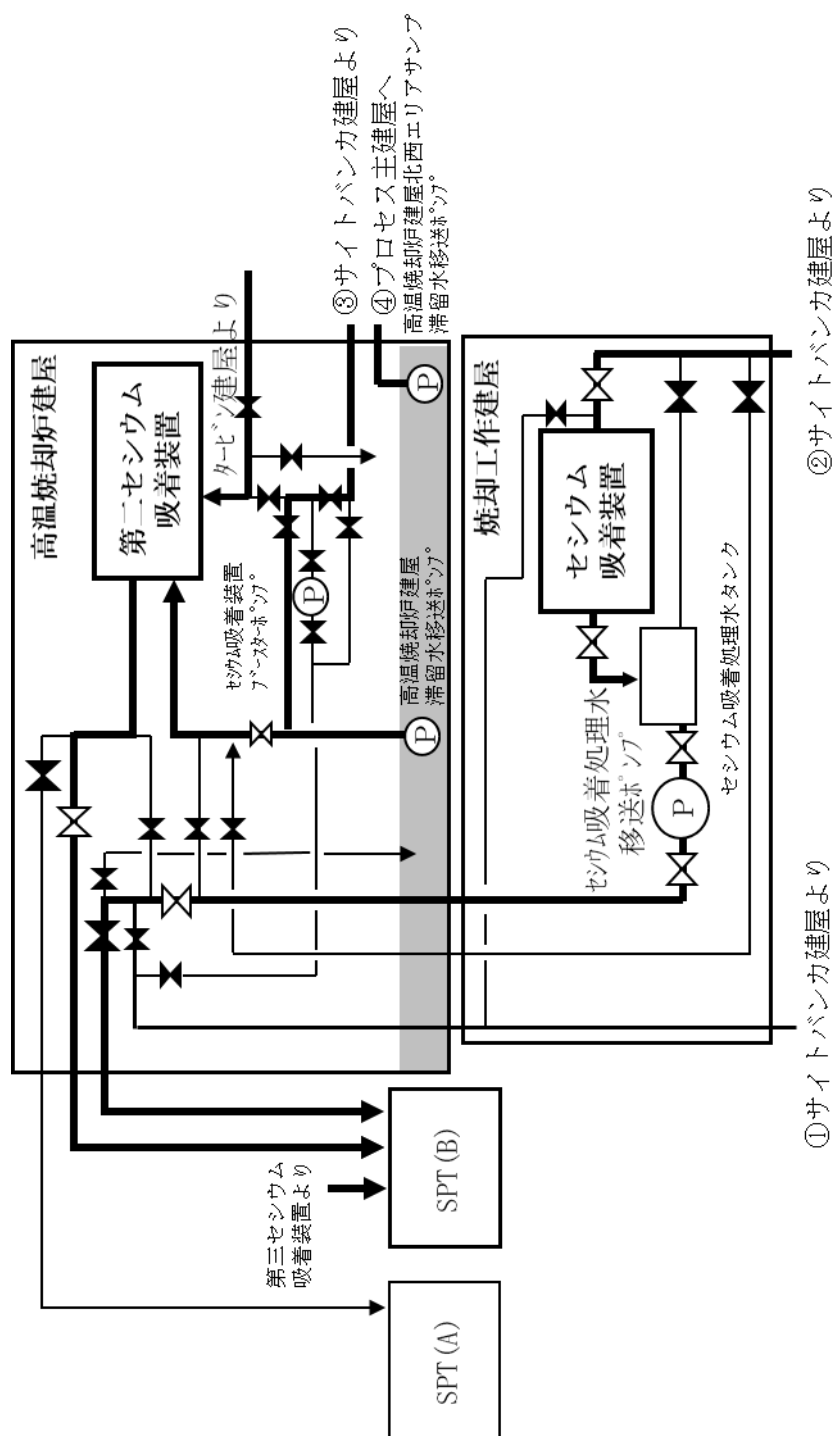 高温焼却炉建屋
第二セシウム
吸着装置
タービン建屋より
セシウム吸着装置
ブースターポンプ
P
高温焼却炉建屋
滞留水移送ポンプ
P
③サイトバンカ建屋より
④プロセス主建屋へ
高温焼却炉建屋北西エリアサンプ
滞留水移送ポンプ
P
焼却工作建屋
セシウム
吸着装置
セシウム吸着処理水
移送ポンプ
P
セシウム吸着処理水タンク
②サイトバンカ建屋より
①サイトバンカ建屋より
第三セシウム
吸着装置より
SPT(B)
SPT(A)